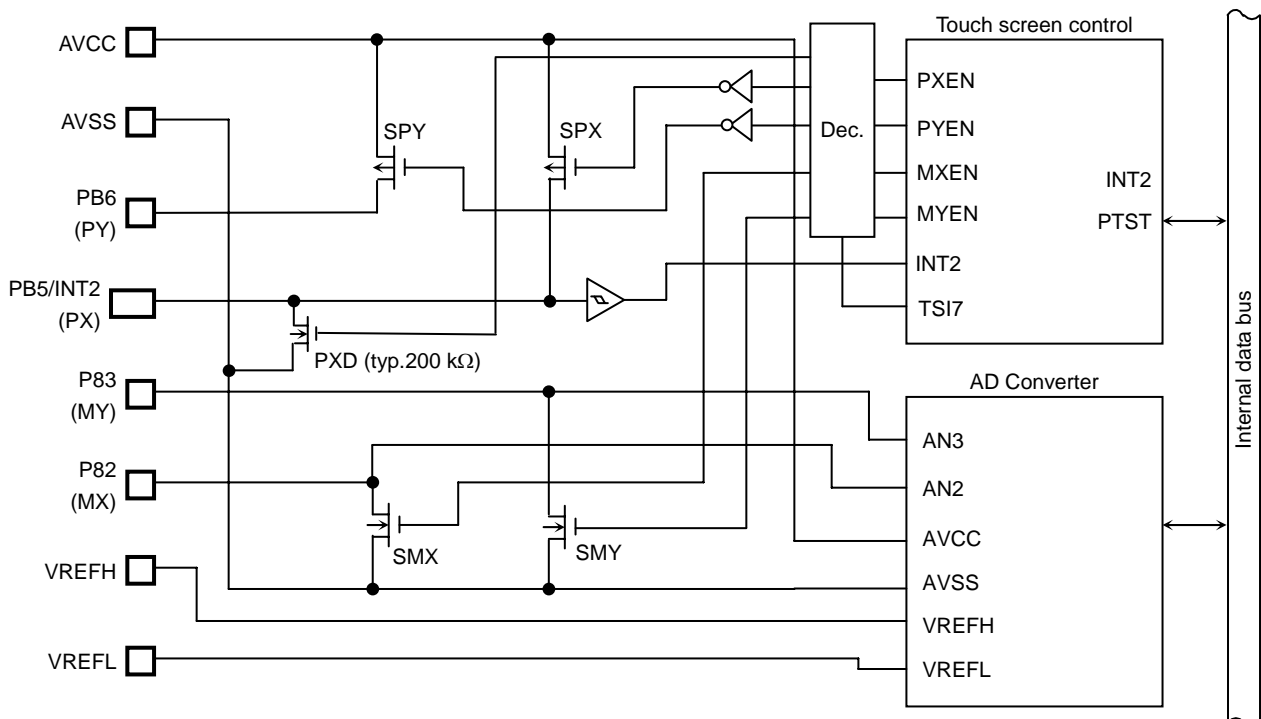 Touch screen control
AVCC
AVSS
PB6
(PY)
PB5/INT2
(PX)
P83
(MY)
P82
(MX)
VREFH
VREFL
SPY
SPX
PXD (typ.200 kΩ)
SMX
SMY
Dec.
PXEN
PYEN
MXEN
MYEN
INT2
TSI7
INT2
PTST
AD Converter
AN3
AN2
AVCC
AVSS
VREFH
VREFL
Internal data bus